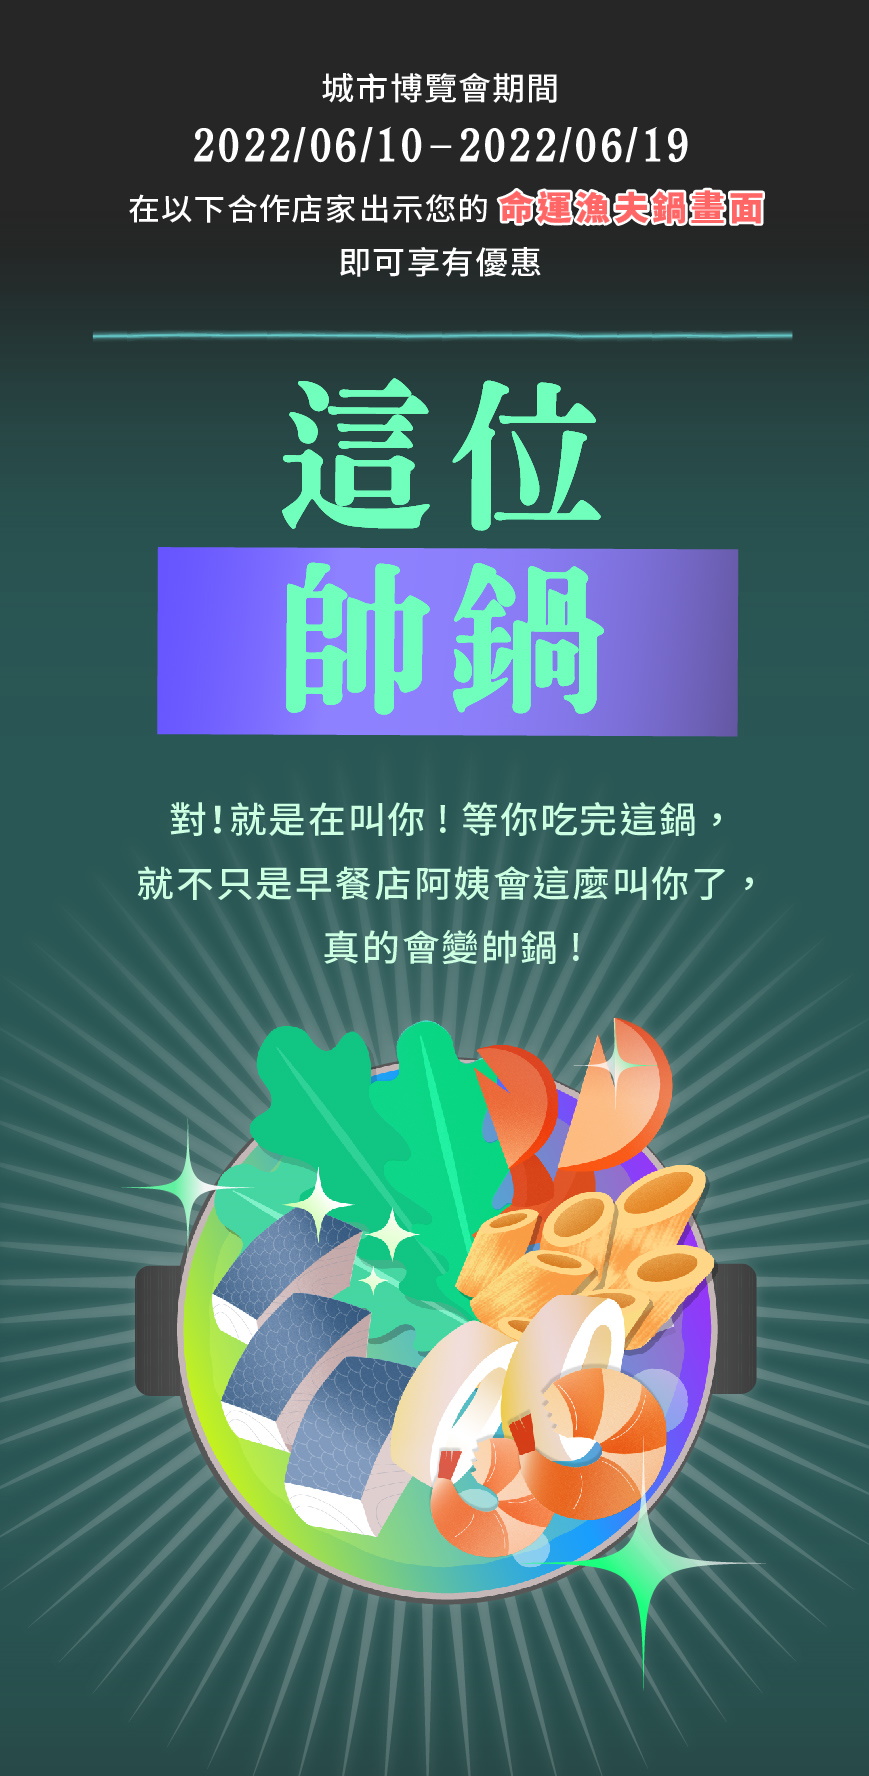 城市博覽會期間
2022/06/10-2022/06/19
在以下合作店家出示您的 命運漁夫鍋畫面
即可享有優惠
這位
帥鍋
對!就是在叫你!等你吃完這鍋，
就不只是早餐店阿姨會這麼叫你了，
真的會變帥鍋!